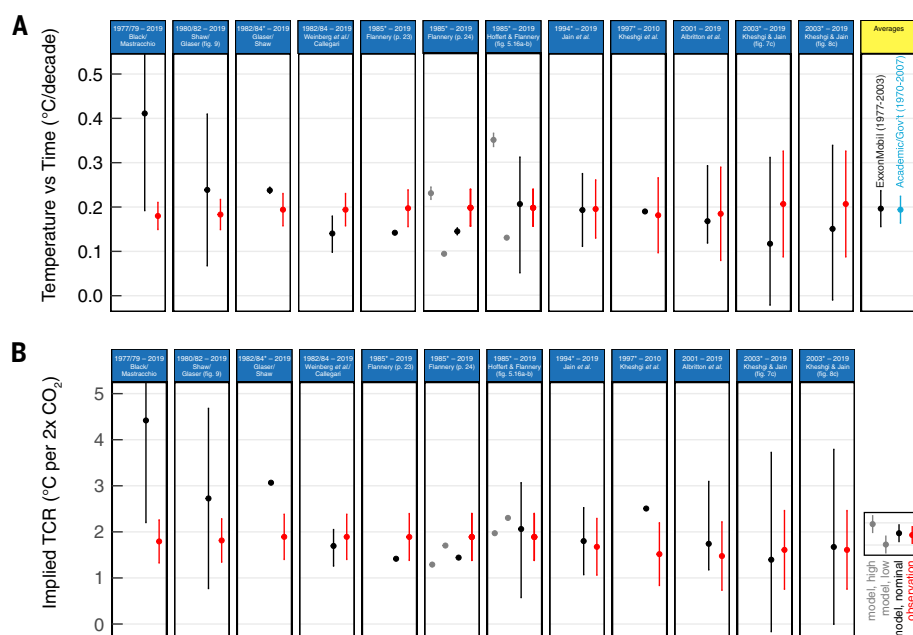 A
1977/79 – 2019
Black/
Mastracchio
1980/82 – 2019
Shaw/
Glaser (fig. 9)
1982/84* – 2019
Glaser/
Shaw
1982/84 – 2019
Weinberg et al./
Callegari
1985* – 2019
Flannery (p. 23)
1985* – 2019
Flannery (p. 24)
1985* – 2019
Hoffert & Flannery
(fig. 5.16a-b)
1994* – 2019
Jain et al.
1997* – 2010
Kheshgi et al.
2001 – 2019
Albritton et al.
2003* – 2019
Kheshgi & Jain
(fig. 7c)
2003* – 2019
Kheshgi & Jain
(fig. 8c)
Averages
Temperature vs Time (°C/decade)
0.5
0.4
0.3
0.2
0.1
0.0
ExxonMobil (1977-2003)
Academic/Gov't (1970-2007)
B
1977/79 – 2019
Black/
Mastracchio
1980/82 – 2019
Shaw/
Glaser (fig. 9)
1982/84* – 2019
Glaser/
Shaw
1982/84 – 2019
Weinberg et al./
Callegari
1985* – 2019
Flannery (p. 23)
1985* – 2019
Flannery (p. 24)
1985* – 2019
Hoffert & Flannery
(fig. 5.16a-b)
1994* – 2019
Jain et al.
1997* – 2010
Kheshgi et al.
2001 – 2019
Albritton et al.
2003* – 2019
Kheshgi & Jain
(fig. 7c)
2003* – 2019
Kheshgi & Jain
(fig. 8c)
Implied TCR (°C per 2x CO₂)
5
4
3
2
1
0
model, high
model, low
model, nominal
observation